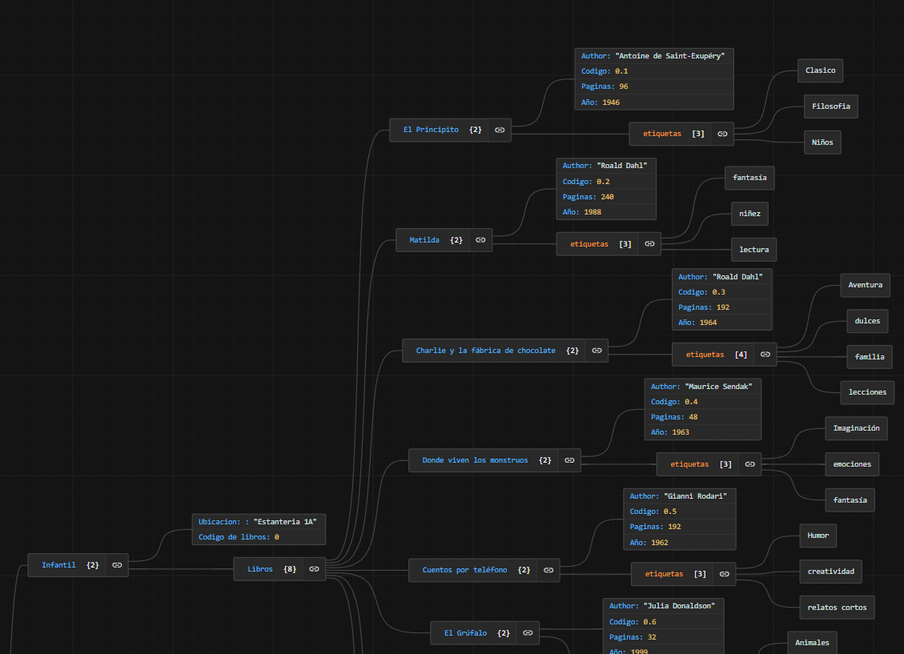 Author: "Antoine de Saint-Exupéry"
Codigo: 0.1
Paginas: 96
Año: 1946
El Principito {2}
etiquetas [3]
Clasico
Filosofia
Niños
Author: "Roald Dahl"
Codigo: 0.2
Paginas: 240
Año: 1988
Matilda {2}
etiquetas [3]
fantasía
niñez
lectura
Author: "Roald Dahl"
Codigo: 0.3
Paginas: 192
Año: 1964
Charlie y la fábrica de chocolate {2}
etiquetas [4]
Aventura
dulces
familia
lecciones
Author: "Maurice Sendak"
Codigo: 0.4
Paginas: 48
Año: 1963
Donde viven los monstruos {2}
etiquetas [3]
Imaginación
emociones
fantasía
Author: "Gianni Rodari"
Codigo: 0.5
Paginas: 192
Año: 1962
Ubicacion: : "Estanteria 1A"
Codigo de libros: 0
Infantil {2}
Libros {8}
Cuentos por teléfono {2}
etiquetas [3]
Humor
creatividad
relatos cortos
Author: "Julia Donaldson"
Codigo: 0.6
Paginas: 32
Año: 1999
El Grúfalo {2}
Animales